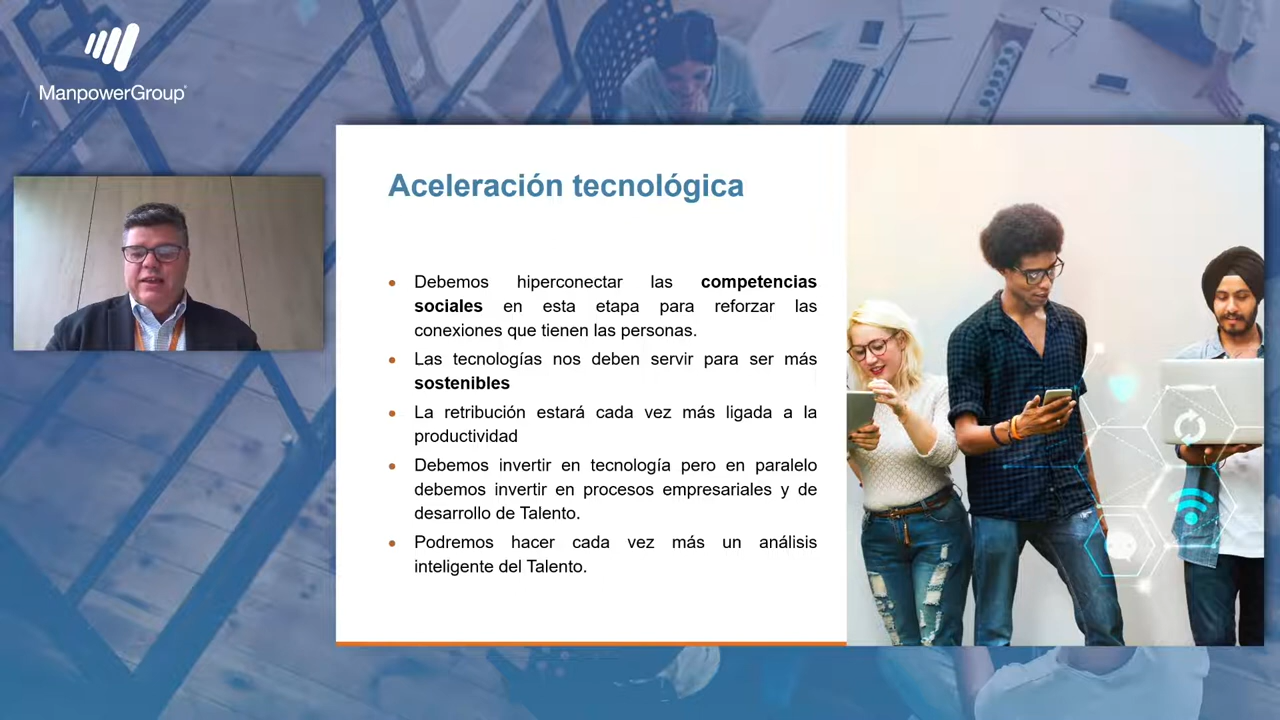 ManpowerGroup
Aceleración tecnológica
• Debemos hiperconectar las competencias
sociales en esta etapa para reforzar las
conexiones que tienen las personas.
• Las tecnologías nos deben servir para ser más
sostenibles
• La retribución estará cada vez más ligada a la
productividad
• Debemos invertir en tecnología pero en paralelo
debemos invertir en procesos empresariales y de
desarrollo de Talento.
• Podremos hacer cada vez más un análisis
inteligente del Talento.